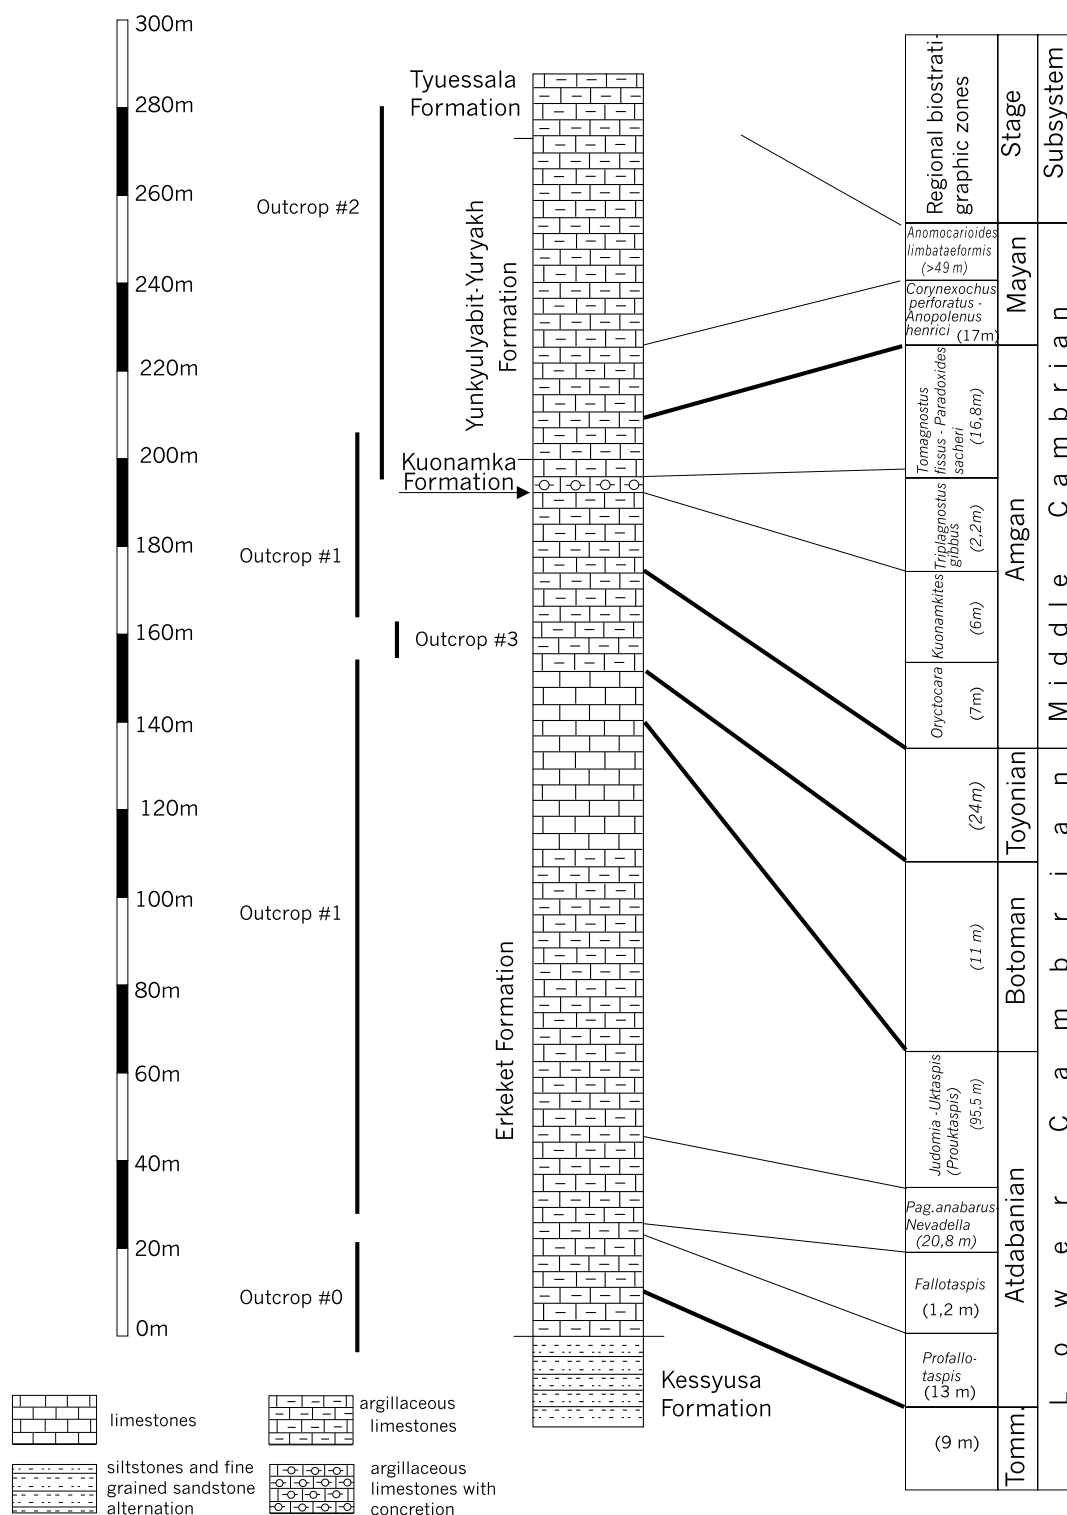 300m
280m
260m
240m
220m
200m
180m
160m
140m
120m
100m
80m
60m
40m
20m
0m
Outcrop #2
Outcrop #1
Outcrop #3
Outcrop #1
Outcrop #0
Tyuessala
Formation
Yunkyulyabit-Yuryakh
Formation
Kuonamka
Formation
Erkeket Formation
Kessyusa
Formation
Regional biostrati-
graphic zones
Stage
Subsystem
Anomocarioides
limbataeformis
(>49 m)
Corynexochus
perforatus -
Anopolenus
henrici (17m)
Tomagnostus
fissus - Paradoxides
sacheri
(16,8m)
Triplagnostus
gibbus
(2,2m)
Kuonamkites
(6m)
Oryctocara
(7m)
(24m)
(11 m)
Judomia - Uktaspis
(Prouktaspis)
(95,5 m)
Pag.anabarus-
Nevadella
(20,8 m)
Fallotaspis
(1,2 m)
Profallo-
taspis
(13 m)
(9 m)
Mayan
Amgan
Toyonian
Botoman
Atdabanian
Tomm.
Middle Cambrian
Lower Cambrian
limestones
argillaceous
limestones
siltstones and fine
grained sandstone
alternation
argillaceous
limestones with
concretion